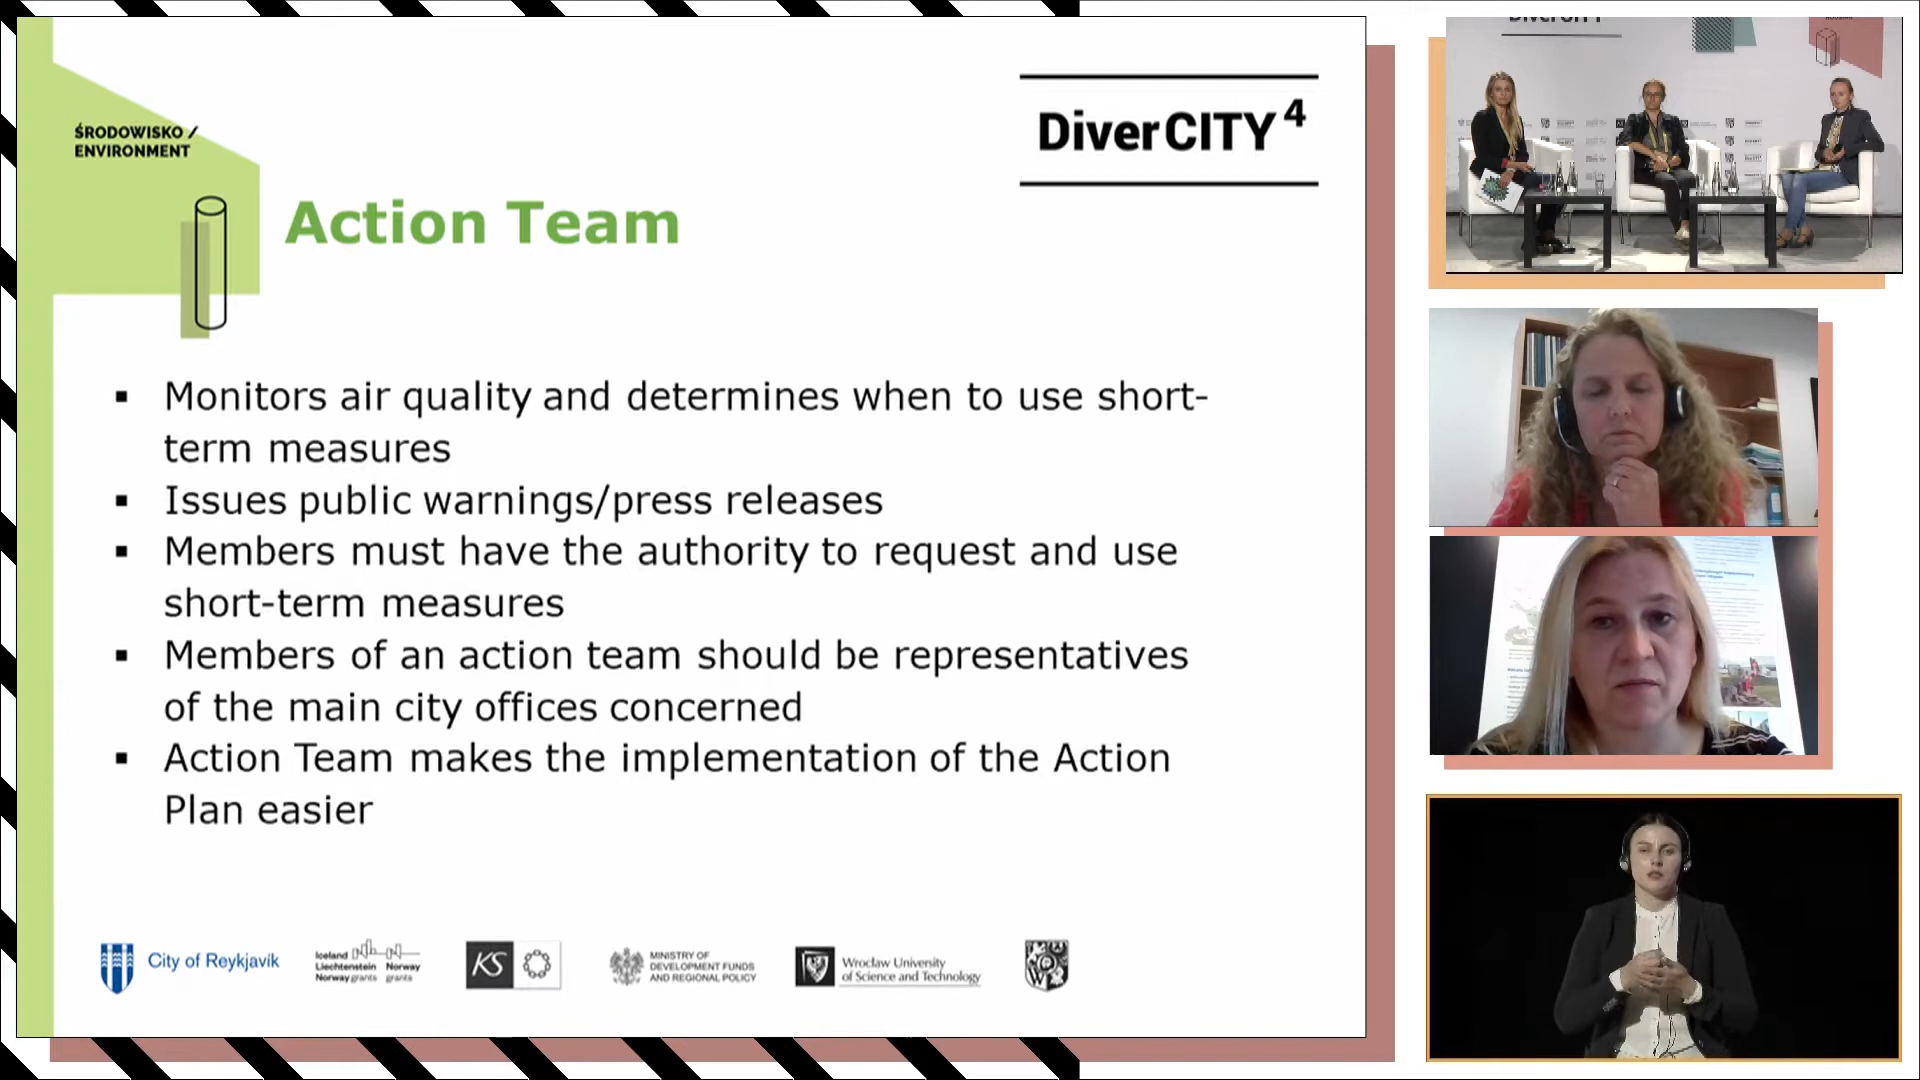 ŚRODOWISKO /
ENVIRONMENT
DiverCITY 4
Action Team
▪ Monitors air quality and determines when to use short-
term measures
▪ Issues public warnings/press releases
▪ Members must have the authority to request and use
short-term measures
▪ Members of an action team should be representatives
of the main city offices concerned
▪ Action Team makes the implementation of the Action
Plan easier
City of Reykjavík
Iceland
Liechtenstein Norway
Norway grants grants
KS
MINISTRY OF
DEVELOPMENT FUNDS
AND REGIONAL POLICY
Wrocław University
of Science and Technology
W